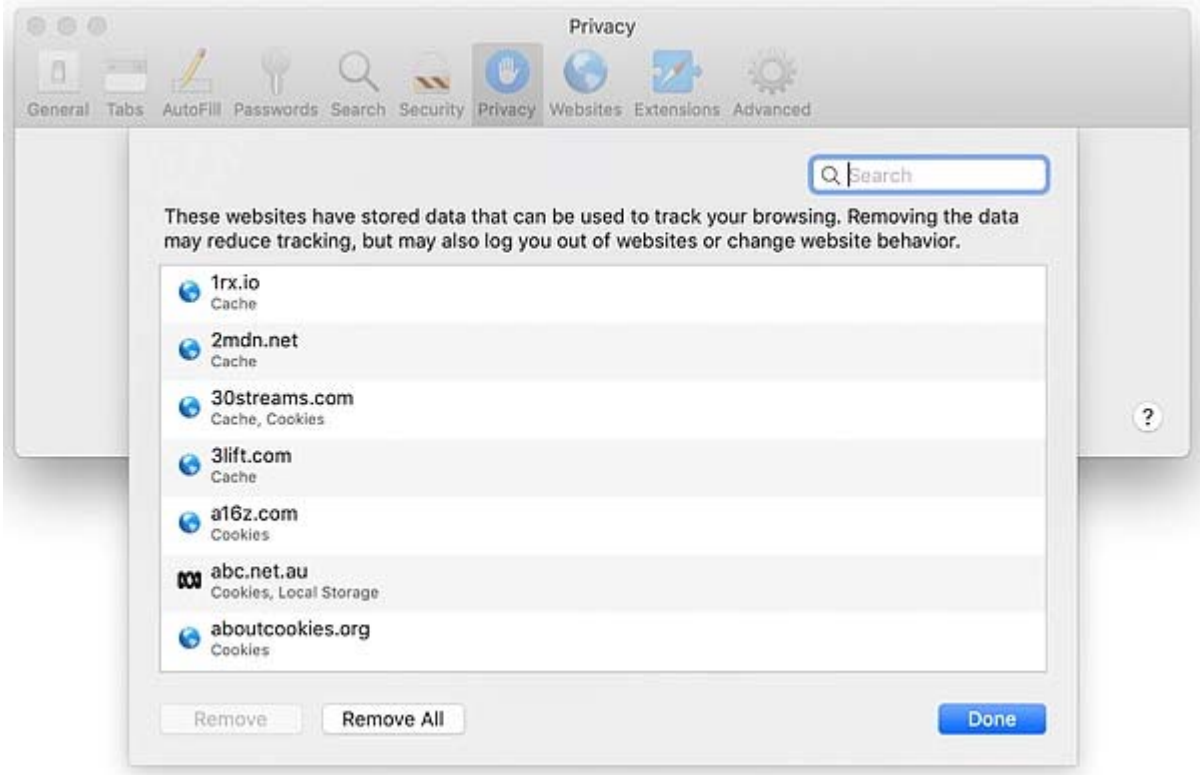 Privacy
General Tabs AutoFill Passwords Search Security Privacy Websites Extensions Advanced
Search
These websites have stored data that can be used to track your browsing. Removing the data
may reduce tracking, but may also log you out of websites or change website behavior.
1rx.io
Cache
2mdn.net
Cache
30streams.com
Cache, Cookies
3lift.com
Cache
a16z.com
Cookies
abc.net.au
Cookies, Local Storage
aboutcookies.org
Cookies
?
Remove Remove All Done